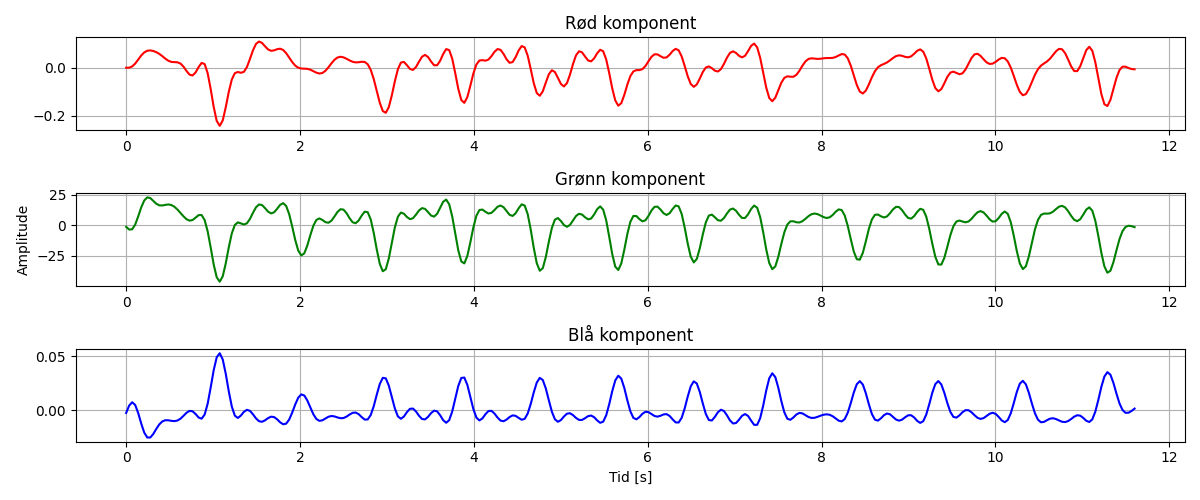 Rød komponent
0.0
−0.2
0 2 4 6 8 10 12
Grønn komponent
25
0
−25
Amplitude
0 2 4 6 8 10 12
Blå komponent
0.05
0.00
0 2 4 6 8 10 12
Tid [s]